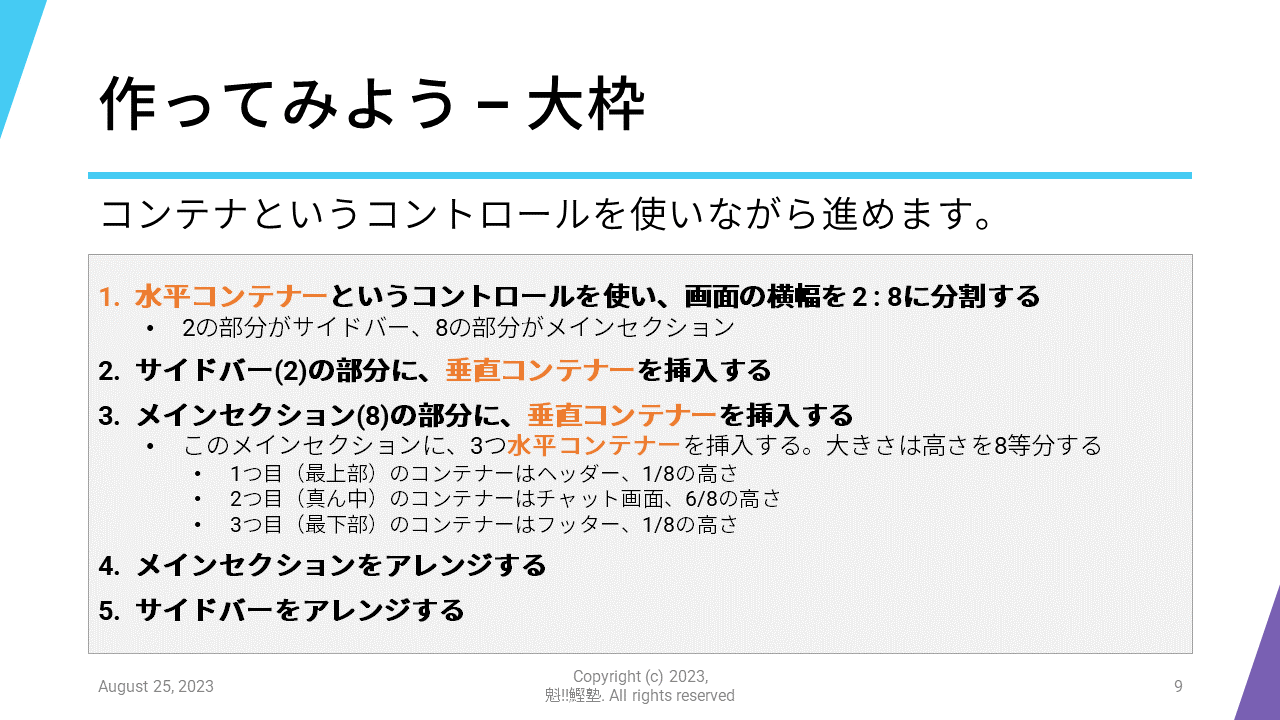 作ってみよう – 大枠
コンテナというコントロールを使いながら進めます。
1. 水平コンテナーというコントロールを使い、画面の横幅を 2 : 8に分割する
• 2の部分がサイドバー、8の部分がメインセクション
2. サイドバー(2)の部分に、垂直コンテナーを挿入する
3. メインセクション(8)の部分に、垂直コンテナーを挿入する
• このメインセクションに、3つ水平コンテナーを挿入する。大きさは高さを8等分する
• 1つ目（最上部）のコンテナーはヘッダー、1/8の高さ
• 2つ目（真ん中）のコンテナーはチャット画面、6/8の高さ
• 3つ目（最下部）のコンテナーはフッター、1/8の高さ
4. メインセクションをアレンジする
5. サイドバーをアレンジする
August 25, 2023
Copyright (c) 2023,
魁!!鰹塾. All rights reserved
9